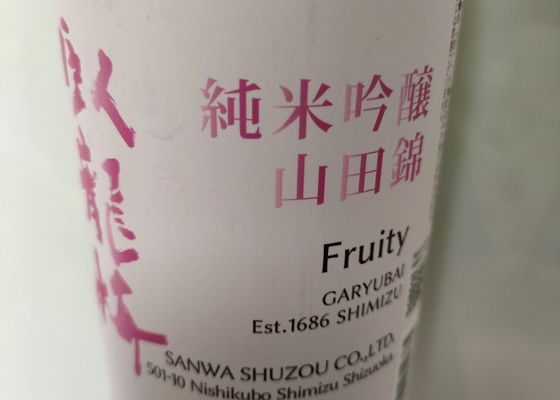 臥龍梅
純米吟醸
山田錦
Fruity
GARYUBAI
Est.1686 SHIMIZU
SANWA SHUZOU CO.,LTD.
501-10 Nishikubo Shimizu Shizuoka,